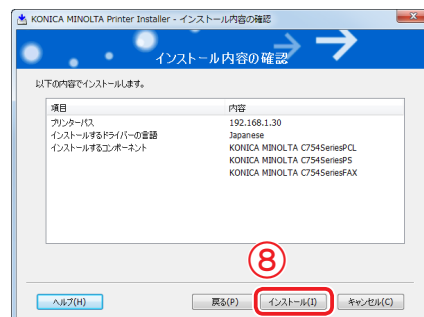 KONICA MINOLTA Printer Installer - インストール内容の確認
インストール内容の確認
以下の内容でインストールします。
項目 内容
プリンターパス 192.168.1.30
インストールするドライバーの言語 Japanese
インストールするコンポーネント KONICA MINOLTA C754SeriesPCL
KONICA MINOLTA C754SeriesPS
KONICA MINOLTA C754SeriesFAX
⑧
ヘルプ(H) 戻る(P) インストール(I) キャンセル(C)